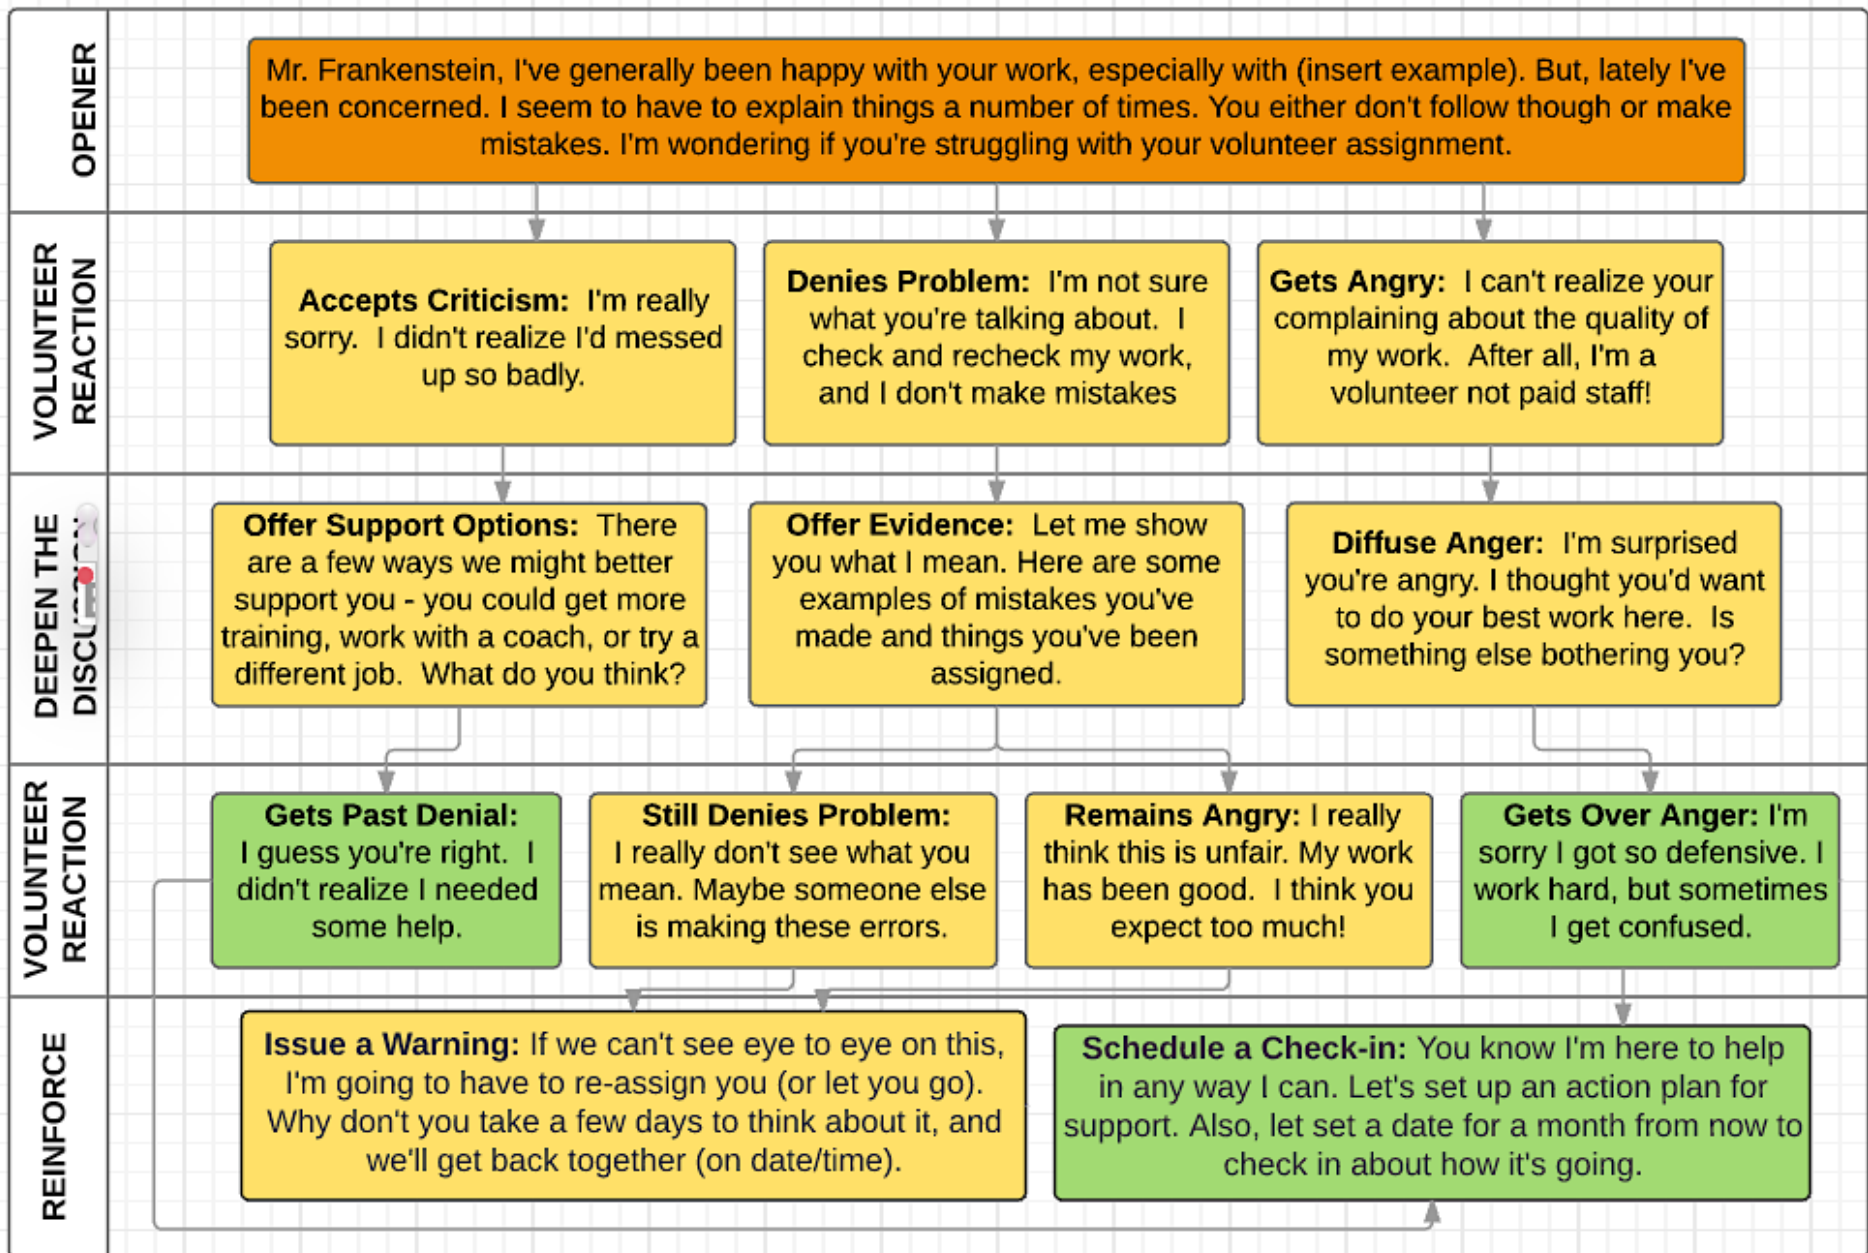 OPENER
Mr. Frankenstein, I've generally been happy with your work, especially with (insert example). But, lately I've
been concerned. I seem to have to explain things a number of times. You either don't follow though or make
mistakes. I'm wondering if you're struggling with your volunteer assignment.
VOLUNTEER
REACTION
Accepts Criticism: I'm really
sorry. I didn't realize I'd messed
up so badly.
Denies Problem: I'm not sure
what you're talking about. I
check and recheck my work,
and I don't make mistakes
Gets Angry: I can't realize your
complaining about the quality of
my work. After all, I'm a
volunteer not paid staff!
DEEPEN THE
Offer Support Options: There
are a few ways we might better
support you - you could get more
training, work with a coach, or try a
different job. What do you think?
Offer Evidence: Let me show
you what I mean. Here are some
examples of mistakes you've
made and things you've been
assigned.
Diffuse Anger: I'm surprised
you're angry. I thought you'd want
to do your best work here. Is
something else bothering you?
VOLUNTEER
REACTION
Gets Past Denial:
I guess you're right. I
didn't realize I needed
some help.
Still Denies Problem:
I really don't see what you
mean. Maybe someone else
is making these errors.
Remains Angry: I really
think this is unfair. My work
has been good. I think you
expect too much!
Gets Over Anger: I'm
sorry I got so defensive. I
work hard, but sometimes
I get confused.
REINFORCE
Issue a Warning: If we can't see eye to eye on this,
I'm going to have to re-assign you (or let you go).
Why don't you take a few days to think about it, and
we'll get back together (on date/time).
Schedule a Check-in: You know I'm here to help
in any way I can. Let's set up an action plan for
support. Also, let set a date for a month from now to
check in about how it's going.